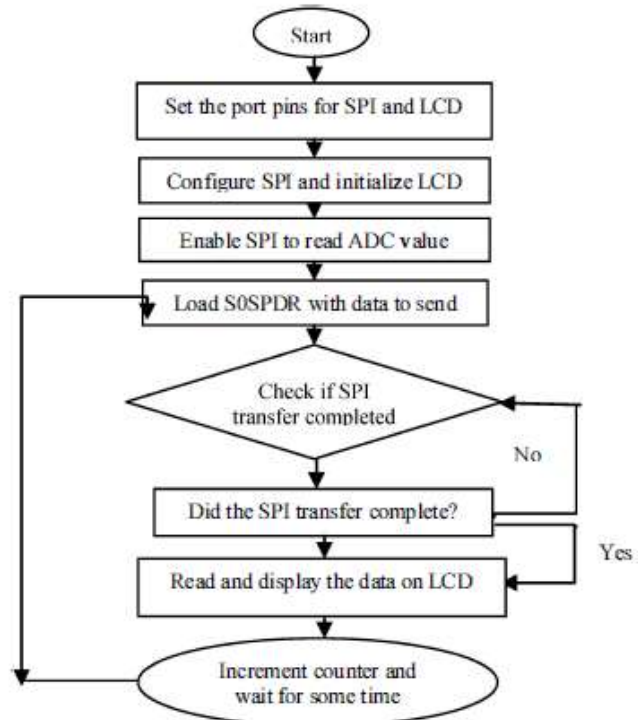 Start
Set the port pins for SPI and LCD
Configure SPI and initialize LCD
Enable SPI to read ADC value
Load S0SPDR with data to send
Check if SPI
transfer completed
No
Did the SPI transfer complete?
Yes
Read and display the data on LCD
Increment counter and
wait for some time